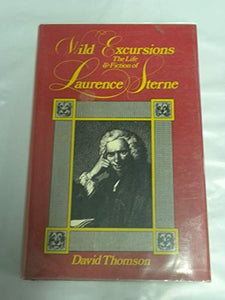 Wild Excursions
The Life
& Fiction of
Laurence Sterne
David Thomson